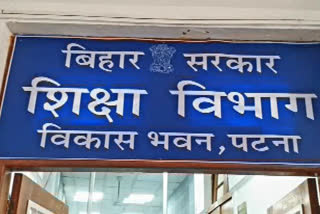 बिहार सरकार
शिक्षा विभाग
विकास भवन, पटना